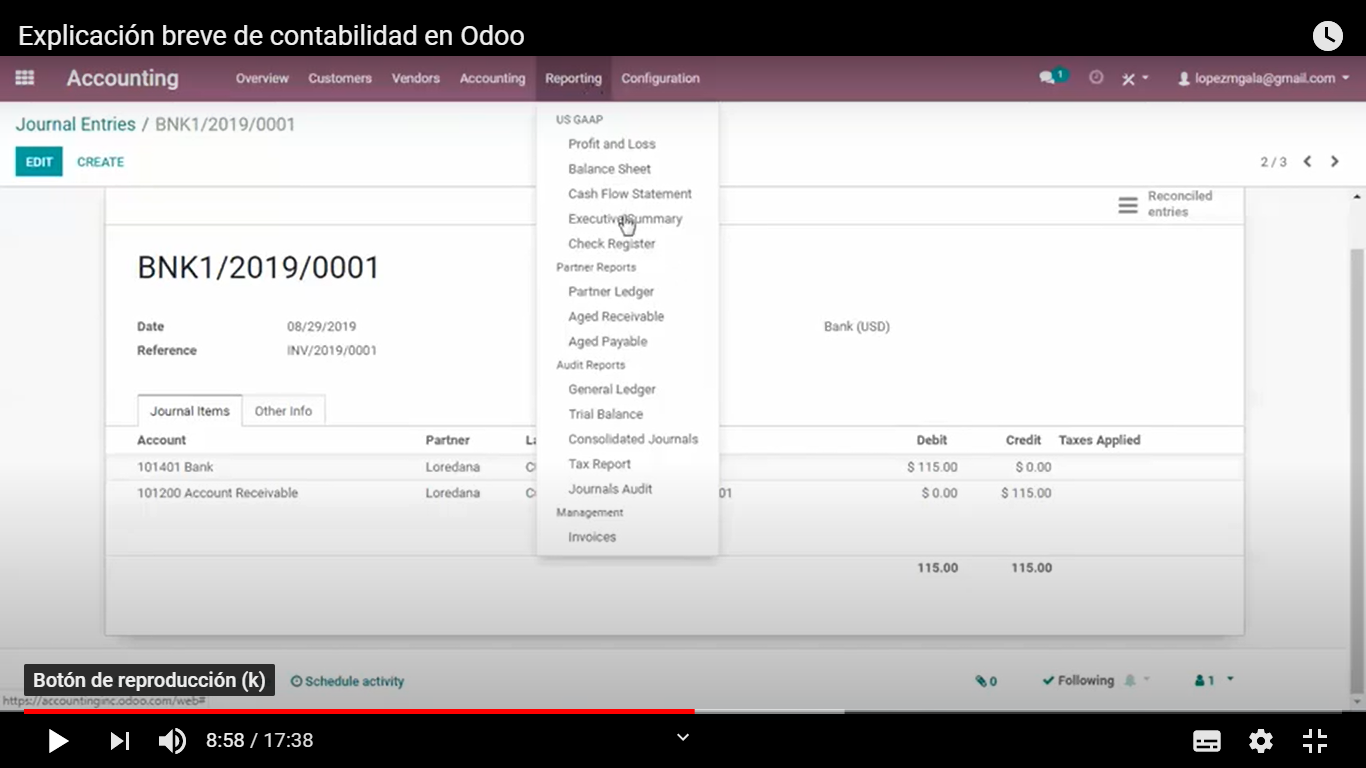 Explicación breve de contabilidad en Odoo
Accounting Overview Customers Vendors Accounting Reporting Configuration 1 lopezmgala@gmail.com
Journal Entries / BNK1/2019/0001
EDIT CREATE 2 / 3
US GAAP
Profit and Loss
Balance Sheet
Cash Flow Statement
Executive Summary
Check Register
Partner Reports
Partner Ledger
Aged Receivable
Aged Payable
Audit Reports
General Ledger
Trial Balance
Consolidated Journals
Tax Report
Journals Audit
Management
Invoices
Reconciled
entries
BNK1/2019/0001
Date 08/29/2019 Bank (USD)
Reference INV/2019/0001
Journal Items Other Info
Account Partner Debit Credit Taxes Applied
101401 Bank Loredana $ 115.00 $ 0.00
101200 Account Receivable Loredana 01 $ 0.00 $ 115.00
115.00 115.00
Botón de reproducción (k) Schedule activity 0 Following 1
https://accountinginc.odoo.com/web#
8:58 / 17:38